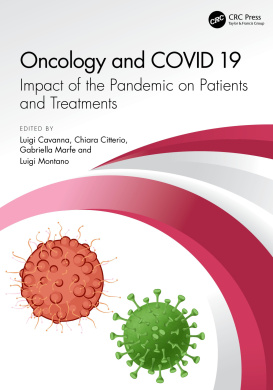 CRC Press
Taylor & Francis Group
Oncology and COVID 19
Impact of the Pandemic on Patients
and Treatments
EDITED BY
Luigi Cavanna, Chiara Citterio,
Gabriella Marfe and
Luigi Montano